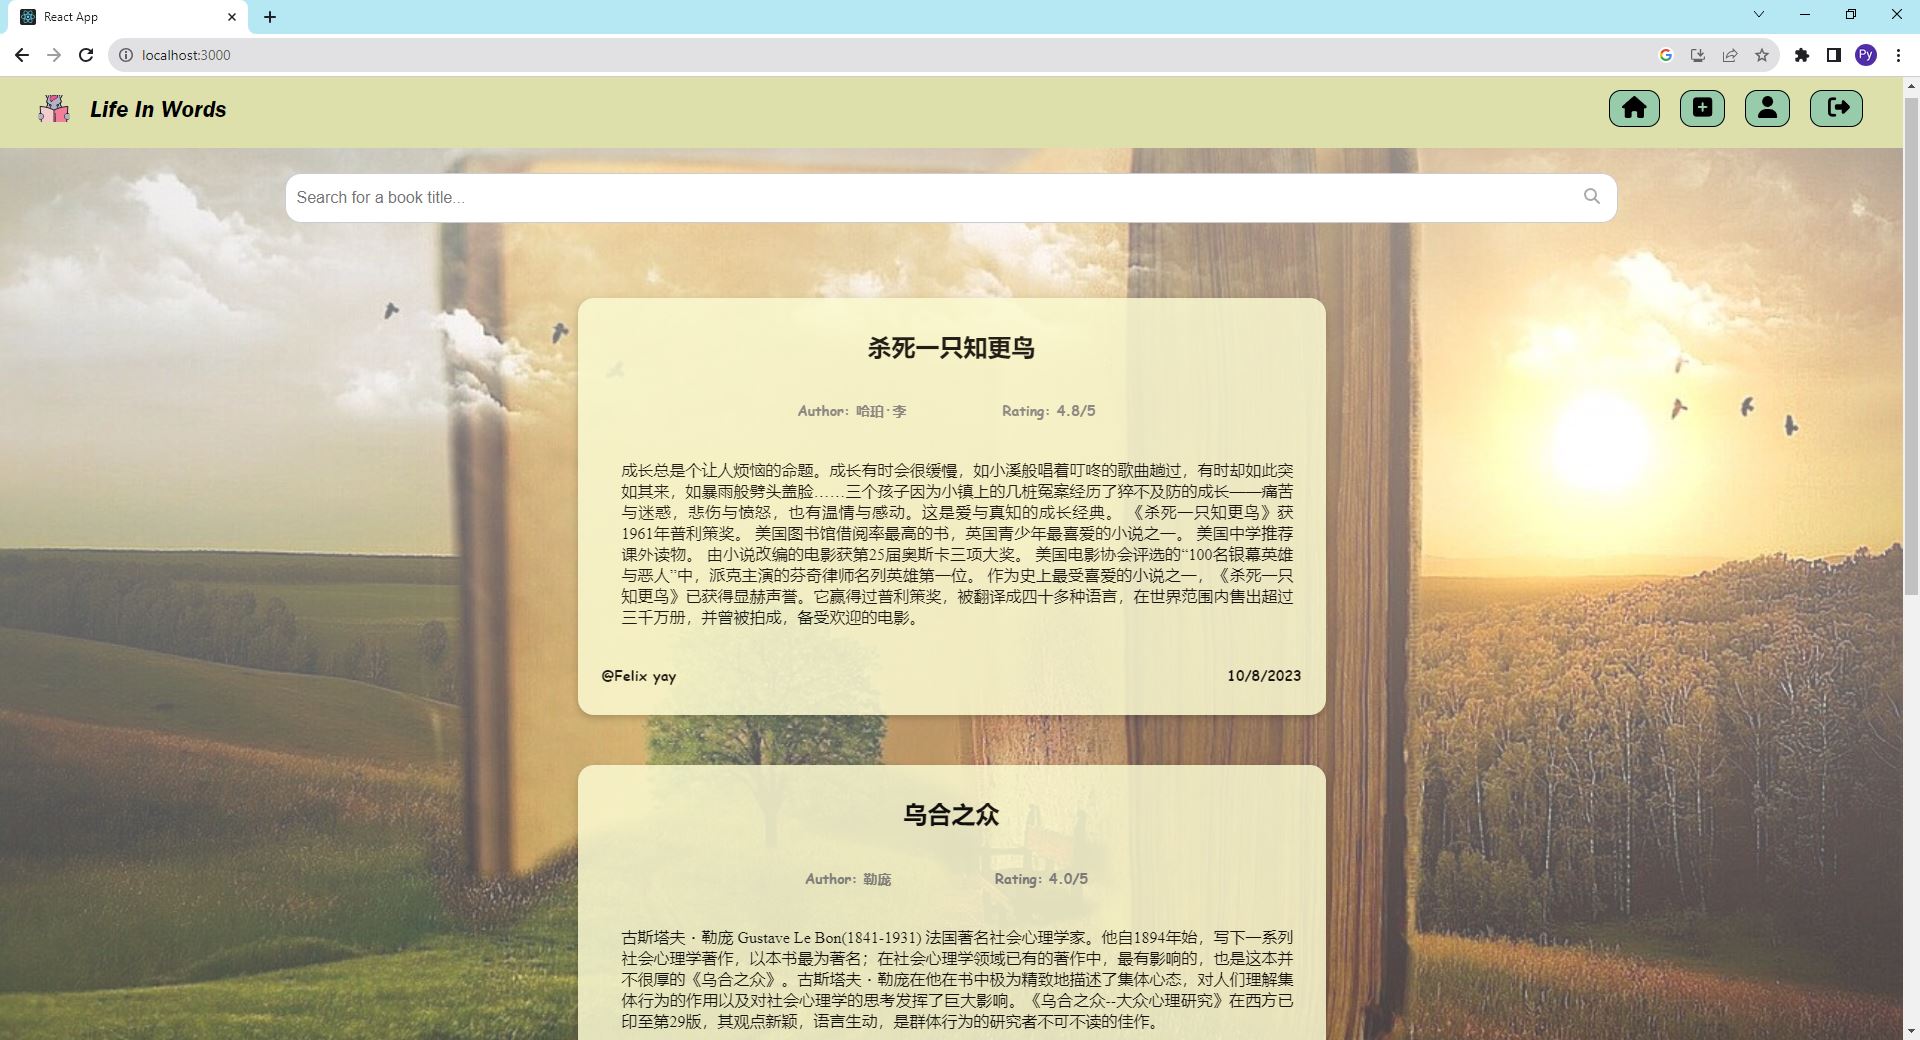 React App
localhost:3000
Py
Life In Words
Search for a book title...
杀死一只知更鸟
Author: 哈珀·李
Rating: 4.8/5
成长总是个让人烦恼的命题。成长有时会很缓慢，如小溪般唱着叮咚的歌曲趟过，有时却如此突
如其来，如暴雨般劈头盖脸……三个孩子因为小镇上的几桩冤案经历了猝不及防的成长——痛苦
与迷惑，悲伤与愤怒，也有温情与感动。这是爱与真知的成长经典。 《杀死一只知更鸟》获
1961年普利策奖。 美国图书馆借阅率最高的书，英国青少年最喜爱的小说之一。 美国中学推荐
课外读物。 由小说改编的电影获第25届奥斯卡三项大奖。 美国电影协会评选的“100名银幕英雄
与恶人”中，派克主演的芬奇律师名列英雄第一位。 作为史上最受喜爱的小说之一，《杀死一只
知更鸟》已获得显赫声誉。它赢得过普利策奖，被翻译成四十多种语言，在世界范围内售出超过
三千万册，并曾被拍成，备受欢迎的电影。
@Felix yay
10/8/2023
乌合之众
Author: 勒庞
Rating: 4.0/5
古斯塔夫・勒庞 Gustave Le Bon(1841-1931) 法国著名社会心理学家。他自1894年始，写下一系列
社会心理学著作，以本书最为著名；在社会心理学领域已有的著作中，最有影响的，也是这本并
不很厚的《乌合之众》。古斯塔夫・勒庞在他在书中极为精致地描述了集体心态，对人们理解集
体行为的作用以及对社会心理学的思考发挥了巨大影响。《乌合之众--大众心理研究》在西方已
印至第29版，其观点新颖，语言生动，是群体行为的研究者不可不读的佳作。